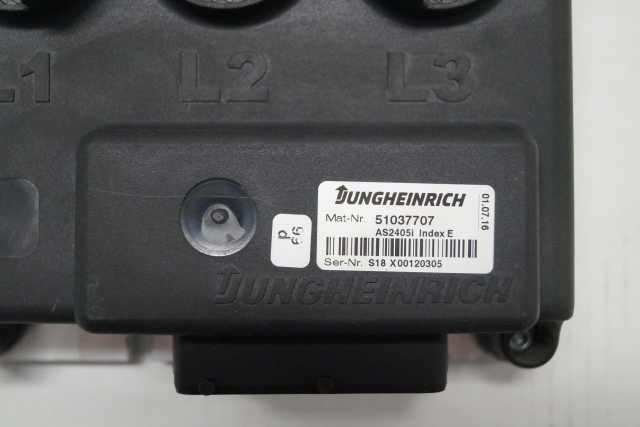 L1 L2 L3
JUNGHEINRICH
Mat-Nr. 51037707
AS2405i Index E
Ser-Nr. S18 X00120305
01.07.16
JUNGHEINRICH